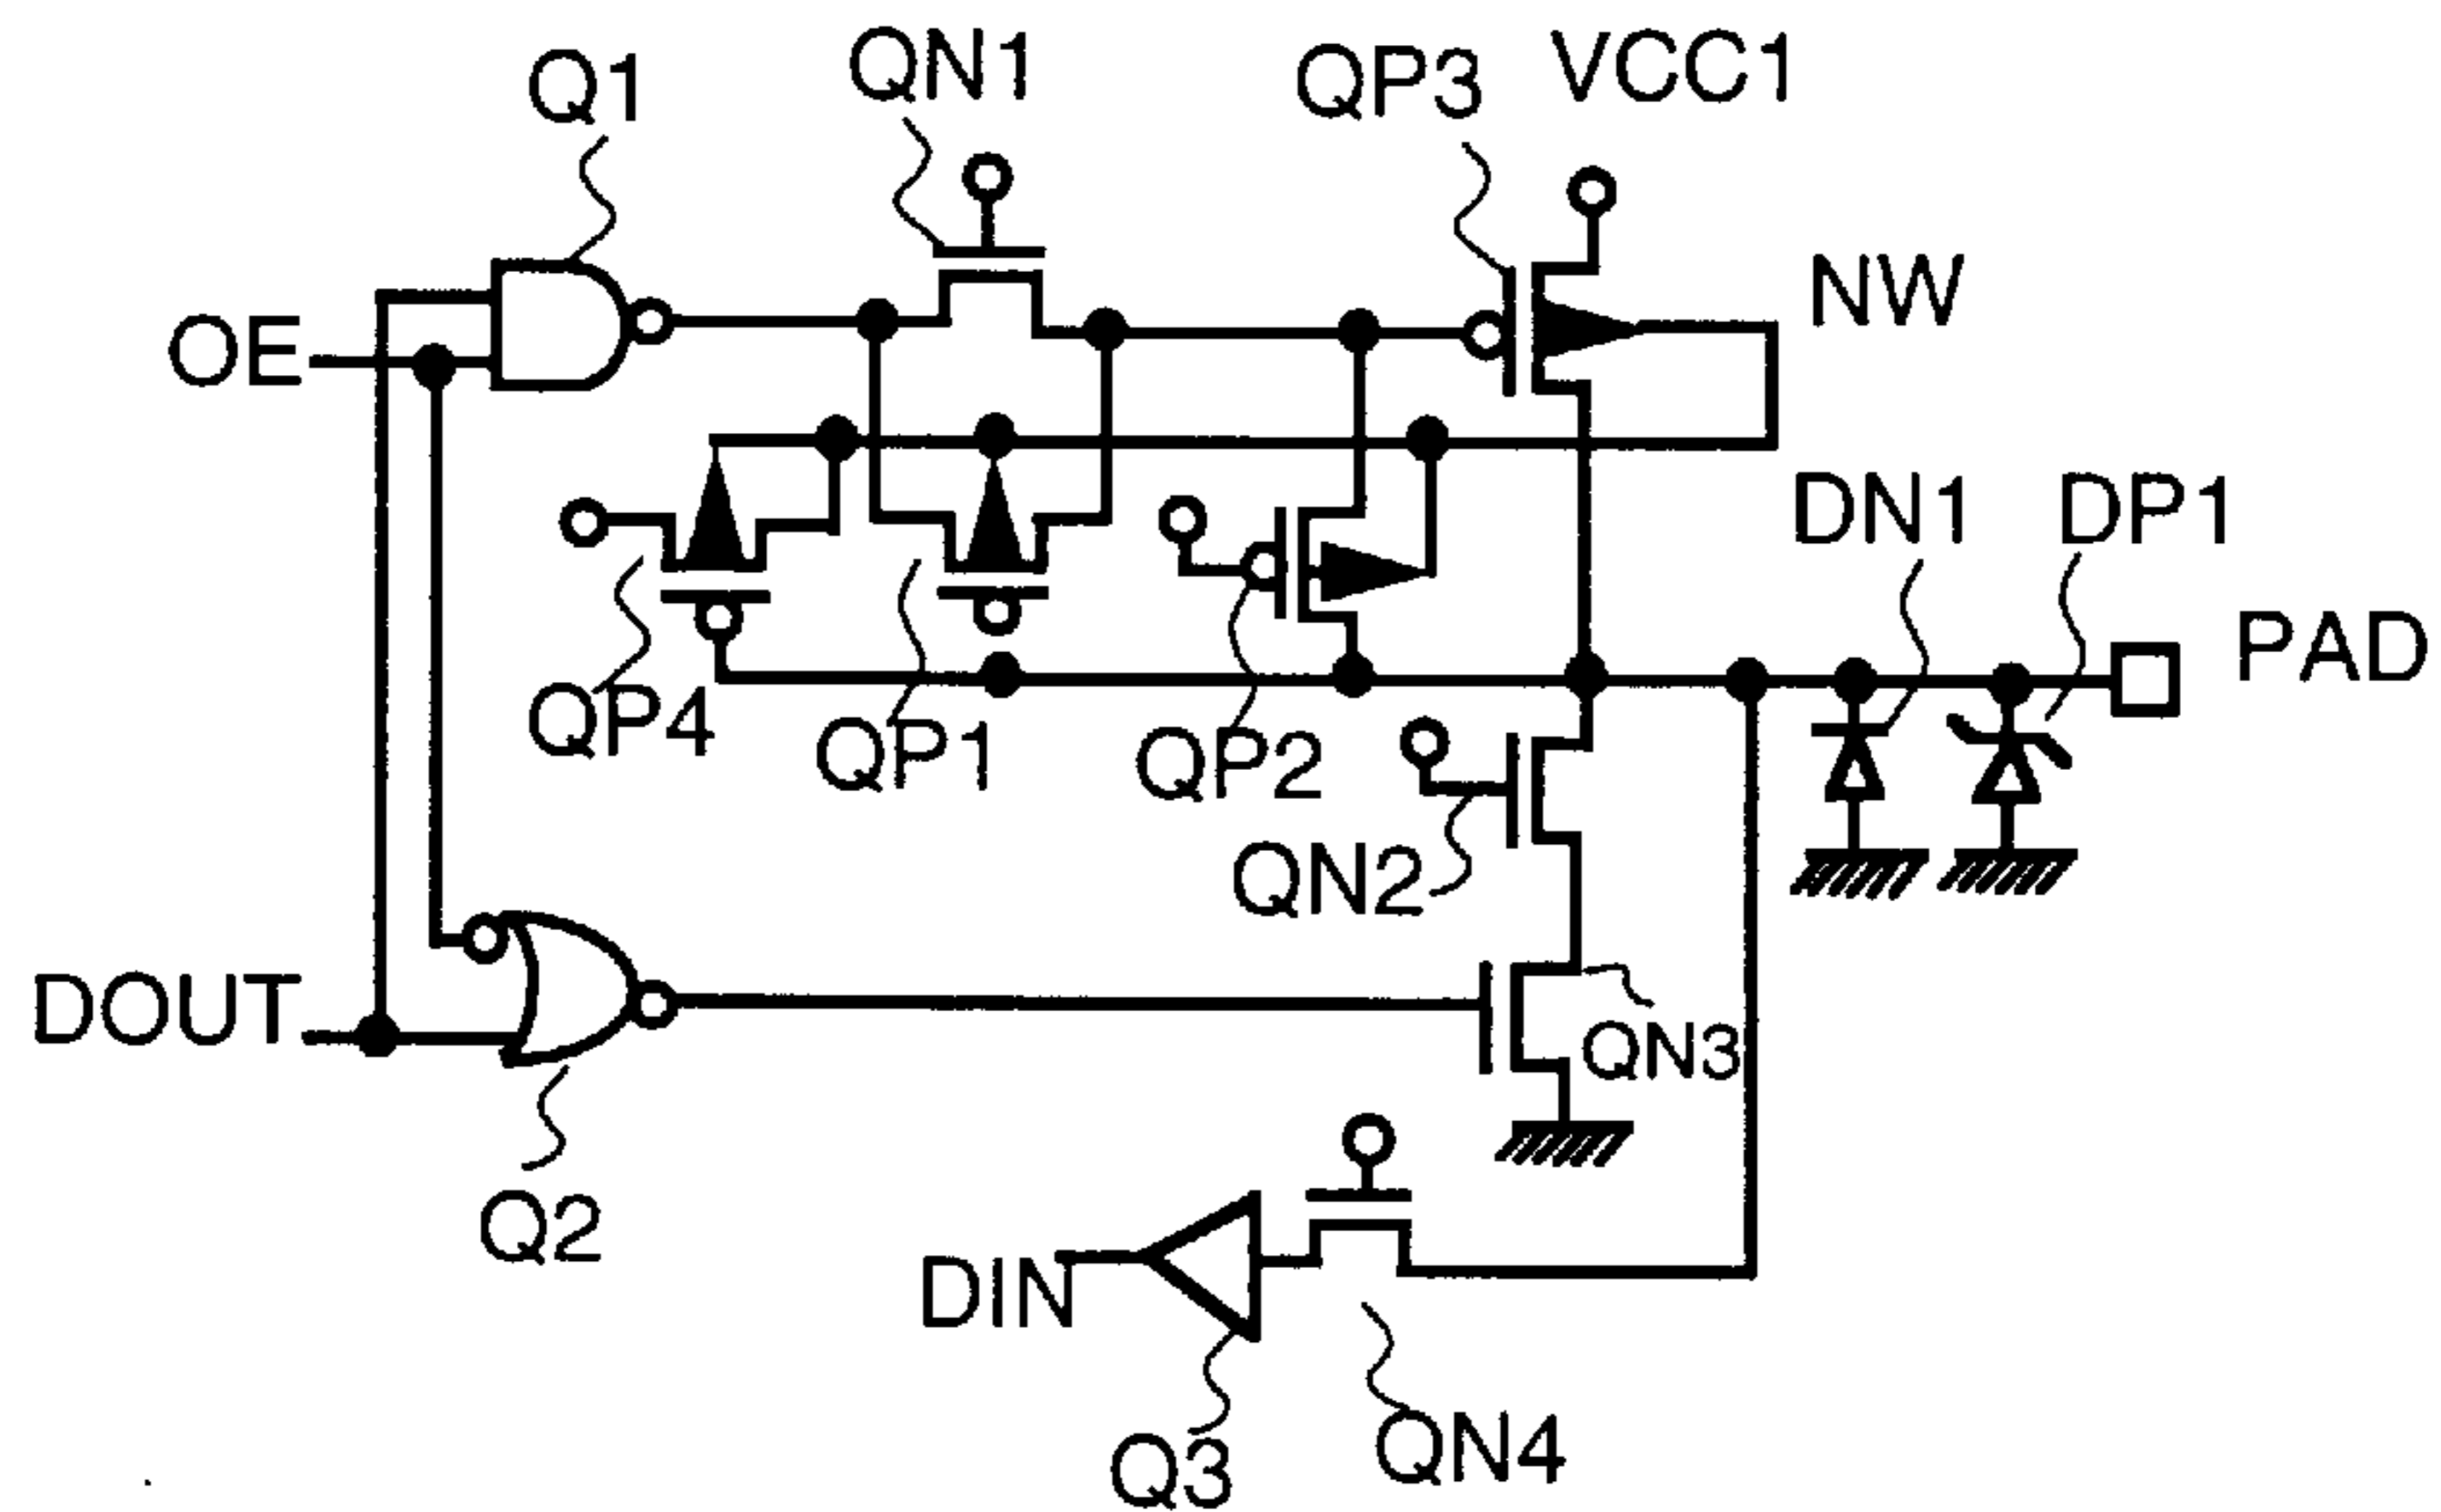 Q1
QN1
QP3
VCC1
OE
NW
DN1
DP1
PAD
QP4
QP1
QP2
QN2
DOUT
QN3
Q2
DIN
Q3
QN4